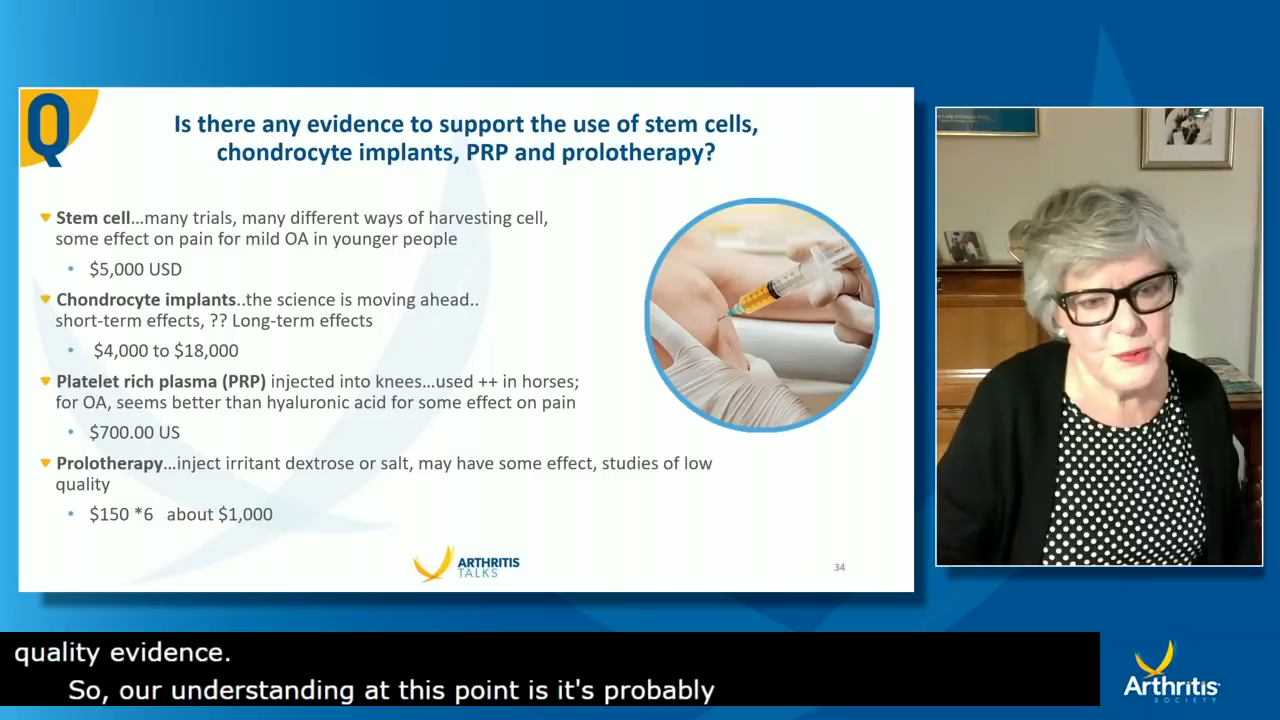 Q
Is there any evidence to support the use of stem cells,
chondrocyte implants, PRP and prolotherapy?
Stem cell...many trials, many different ways of harvesting cell,
some effect on pain for mild OA in younger people
• $5,000 USD
Chondrocyte implants..the science is moving ahead..
short-term effects, ?? Long-term effects
• $4,000 to $18,000
Platelet rich plasma (PRP) injected into knees...used ++ in horses;
for OA, seems better than hyaluronic acid for some effect on pain
• $700.00 US
Prolotherapy...inject irritant dextrose or salt, may have some effect, studies of low
quality
• $150 *6 about $1,000
ARTHRITIS
TALKS
34
quality evidence.
So, our understanding at this point is it's probably
Arthritis
SOCIETY